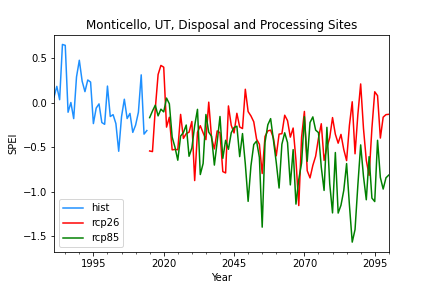 Monticello, UT, Disposal and Processing Sites
0.5
0.0
−0.5
−1.0
−1.5
SPEI
hist
rcp26
rcp85
1995 2020 2045 2070 2095
Year